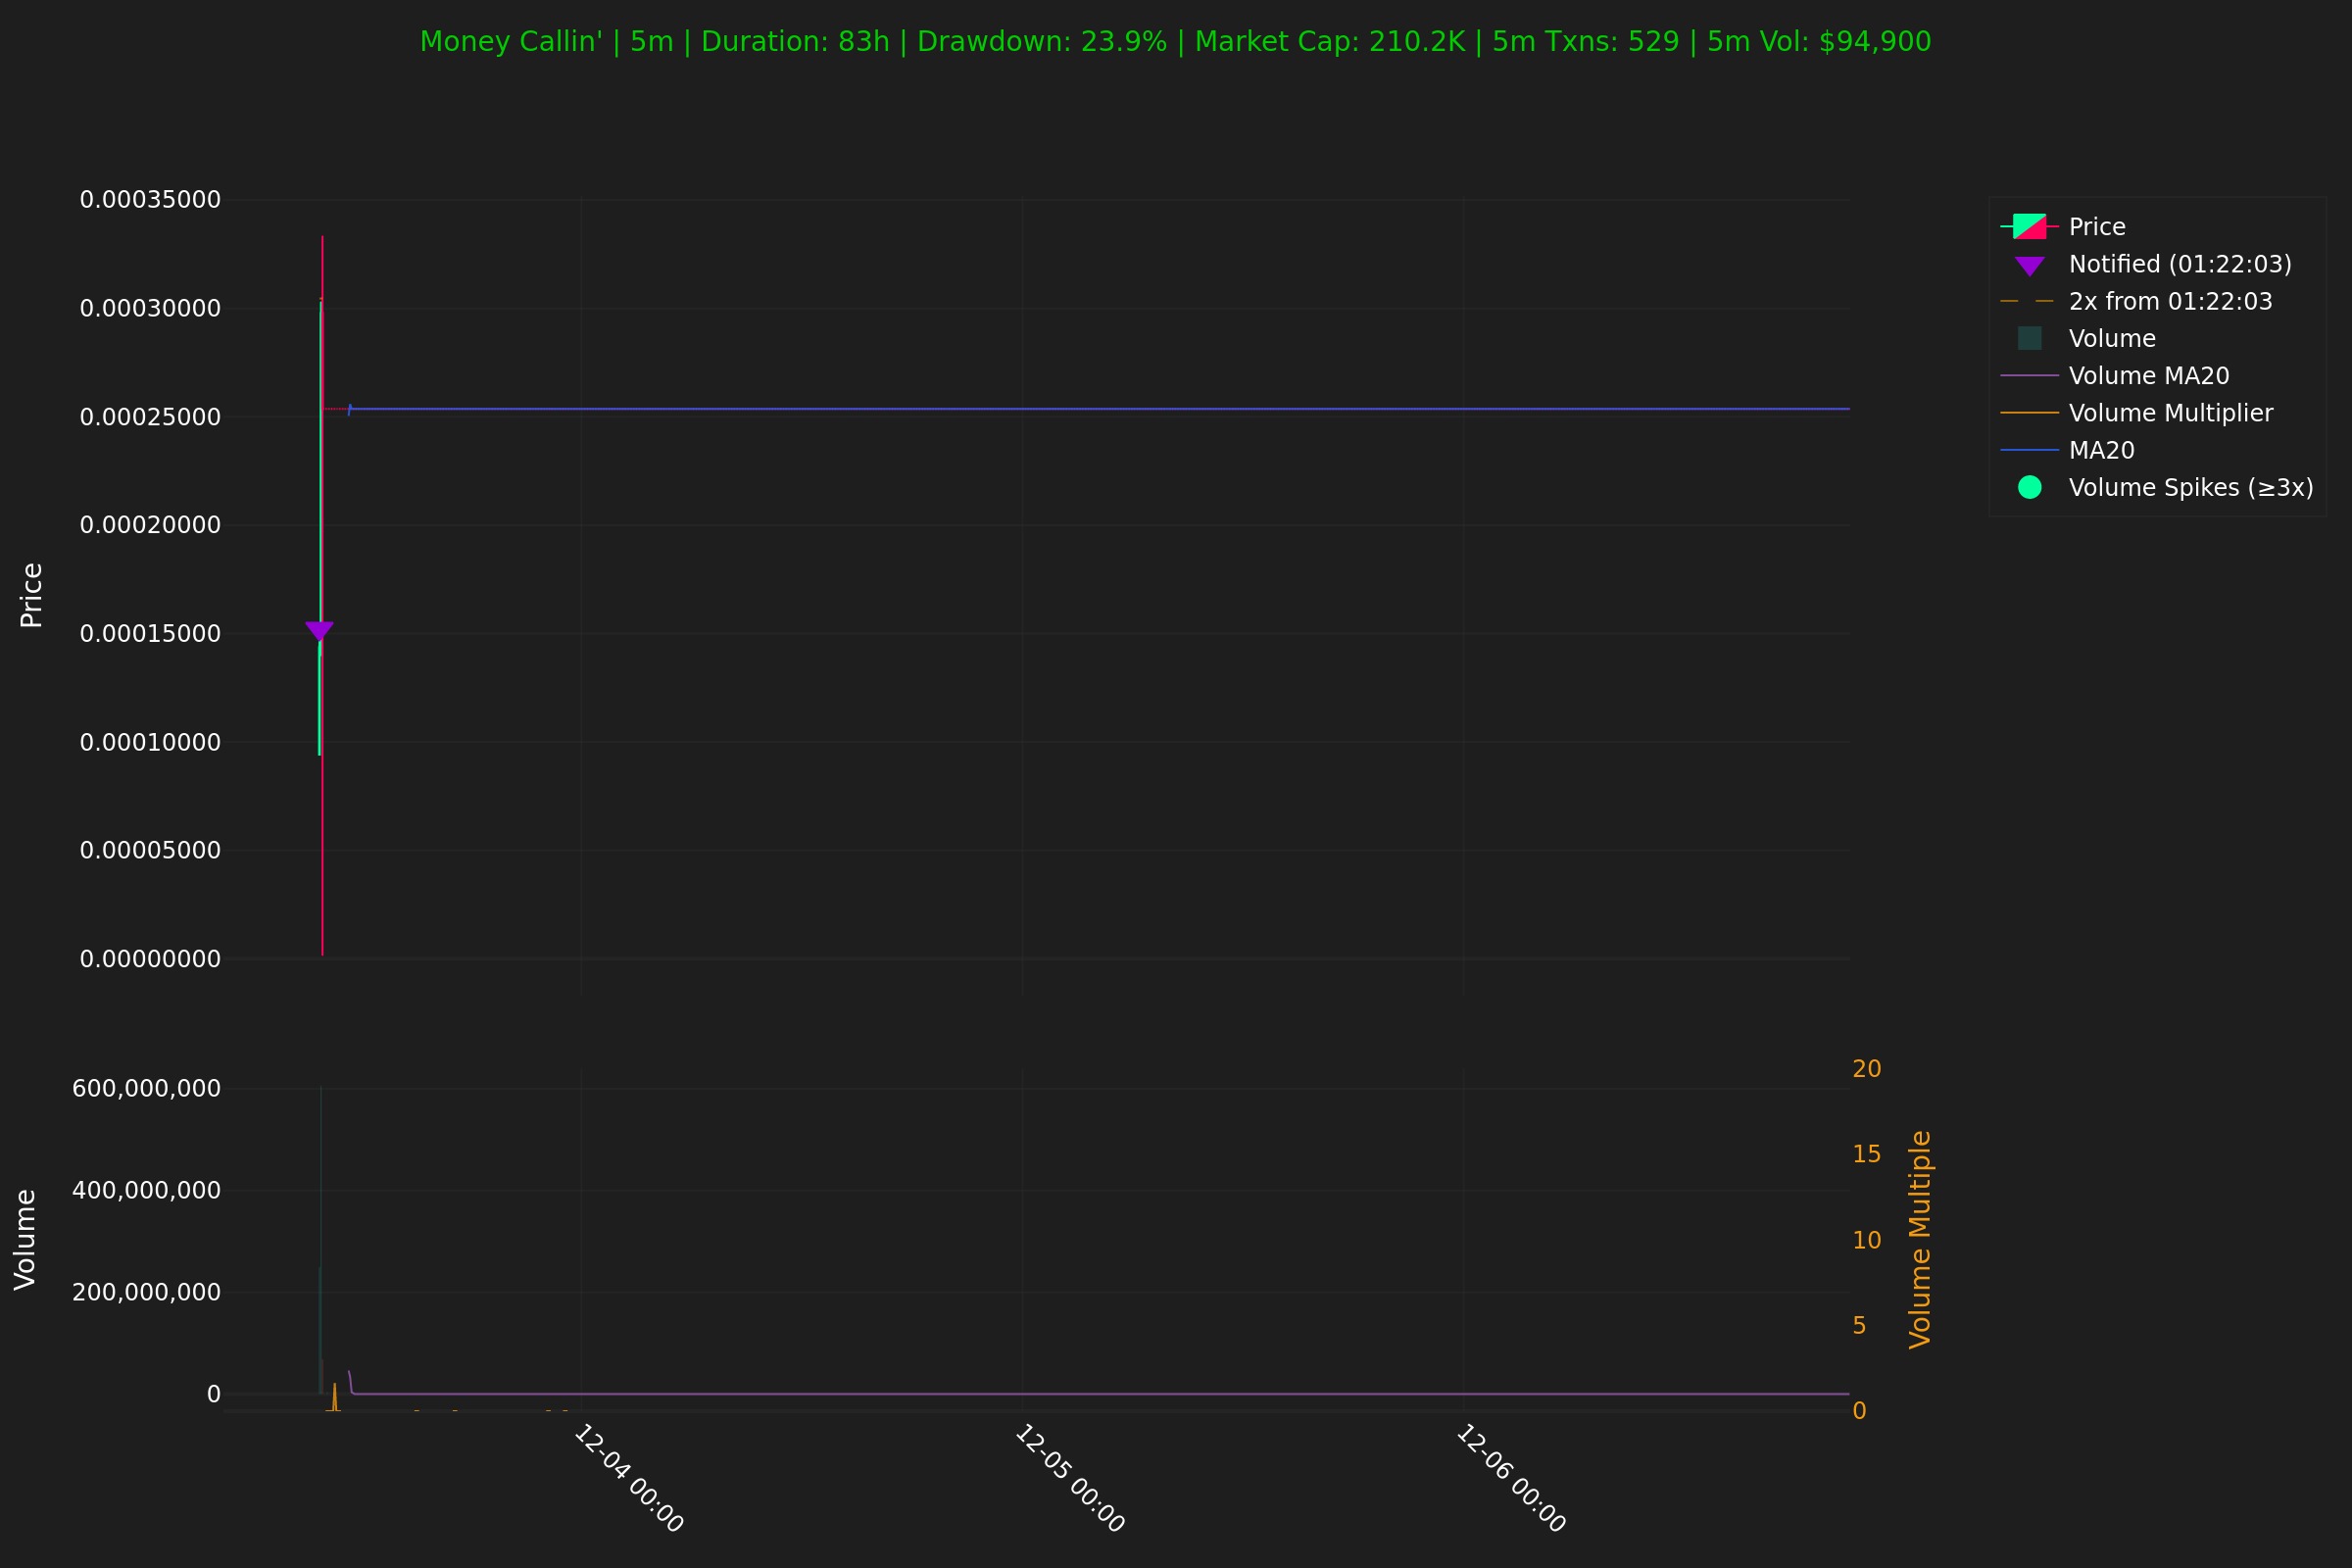 Money Callin' | 5m | Duration: 83h | Drawdown: 23.9% | Market Cap: 210.2K | 5m Txns: 529 | 5m Vol: $94,900
0.00035000
0.00030000
0.00025000
0.00020000
0.00015000
0.00010000
0.00005000
0.00000000
Price
Price
Notified (01:22:03)
2x from 01:22:03
Volume
Volume MA20
Volume Multiplier
MA20
Volume Spikes (≥3x)
600,000,000
400,000,000
200,000,000
0
Volume
20
15
10
5
0
Volume Multiple
12-04 00:00
12-05 00:00
12-06 00:00